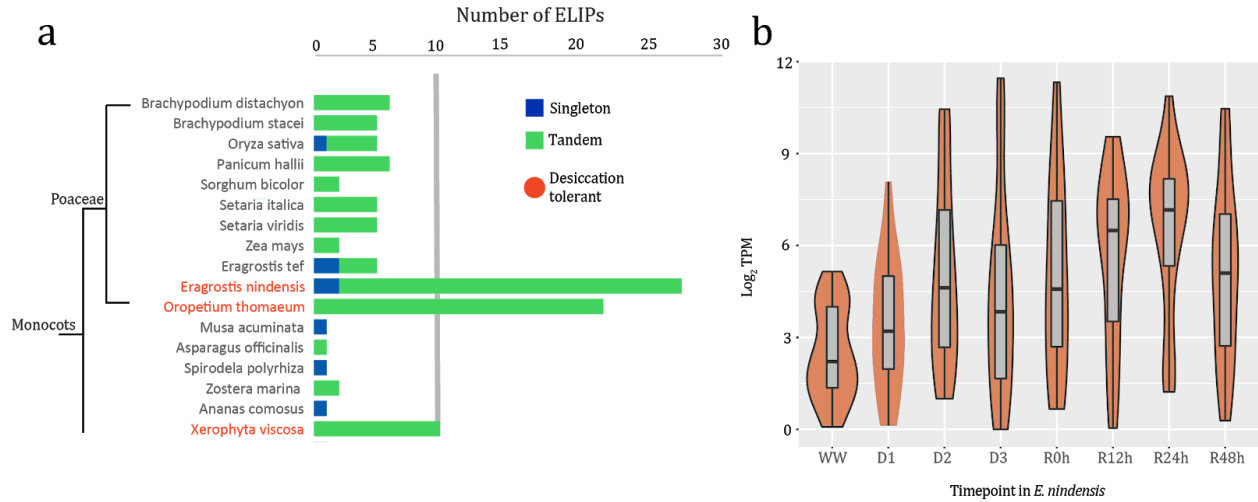 a
Number of ELIPs
0 5 10 15 20 25 30
Brachypodium distachyon
Brachypodium stacei
Oryza sativa
Panicum hallii
Sorghum bicolor
Setaria italica
Setaria viridis
Zea mays
Eragrostis tef
Eragrostis nindensis
Oropetium thomaeum
Musa acuminata
Asparagus officinalis
Spirodela polyrhiza
Zostera marina
Ananas comosus
Xerophyta viscosa
Poaceae
Monocots
Singleton
Tandem
Desiccation
tolerant
b
Log2 TPM
12
9
6
3
0
WW D1 D2 D3 R0h R12h R24h R48h
Timepoint in E. nindensis